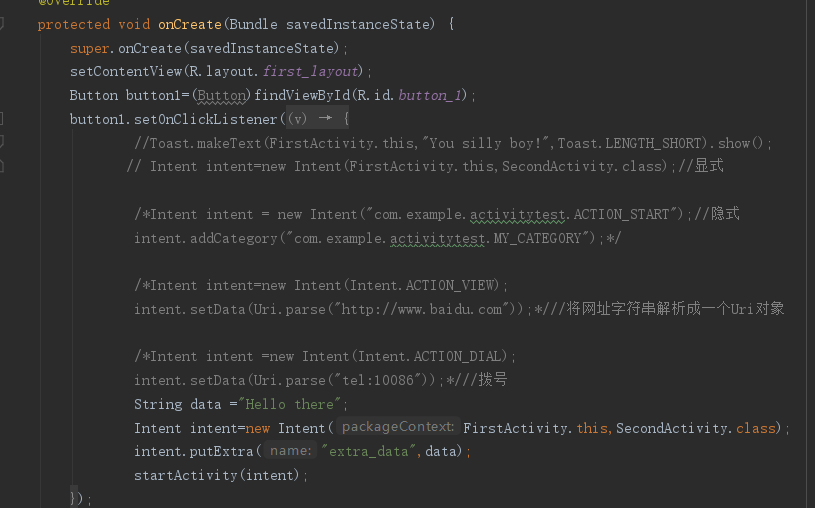 @Override
protected void onCreate(Bundle savedInstanceState) {
super.onCreate(savedInstanceState);
setContentView(R.layout.first_layout);
Button button1=(Button)findViewById(R.id.button_1);
button1.setOnClickListener((v) → {
//Toast.makeText(FirstActivity.this,"You silly boy!",Toast.LENGTH_SHORT).show();
// Intent intent=new Intent(FirstActivity.this,SecondActivity.class);//显式
/*Intent intent = new Intent("com.example.activitytest.ACTION_START");//隐式
intent.addCategory("com.example.activitytest.MY_CATEGORY");*/
/*Intent intent=new Intent(Intent.ACTION_VIEW);
intent.setData(Uri.parse("http://www.baidu.com"));*///将网址字符串解析成一个Uri对象
/*Intent intent =new Intent(Intent.ACTION_DIAL);
intent.setData(Uri.parse("tel:10086"));*///拨号
String data ="Hello there";
Intent intent=new Intent( packageContext: FirstActivity.this,SecondActivity.class);
intent.putExtra( name: "extra_data",data);
startActivity(intent);
});